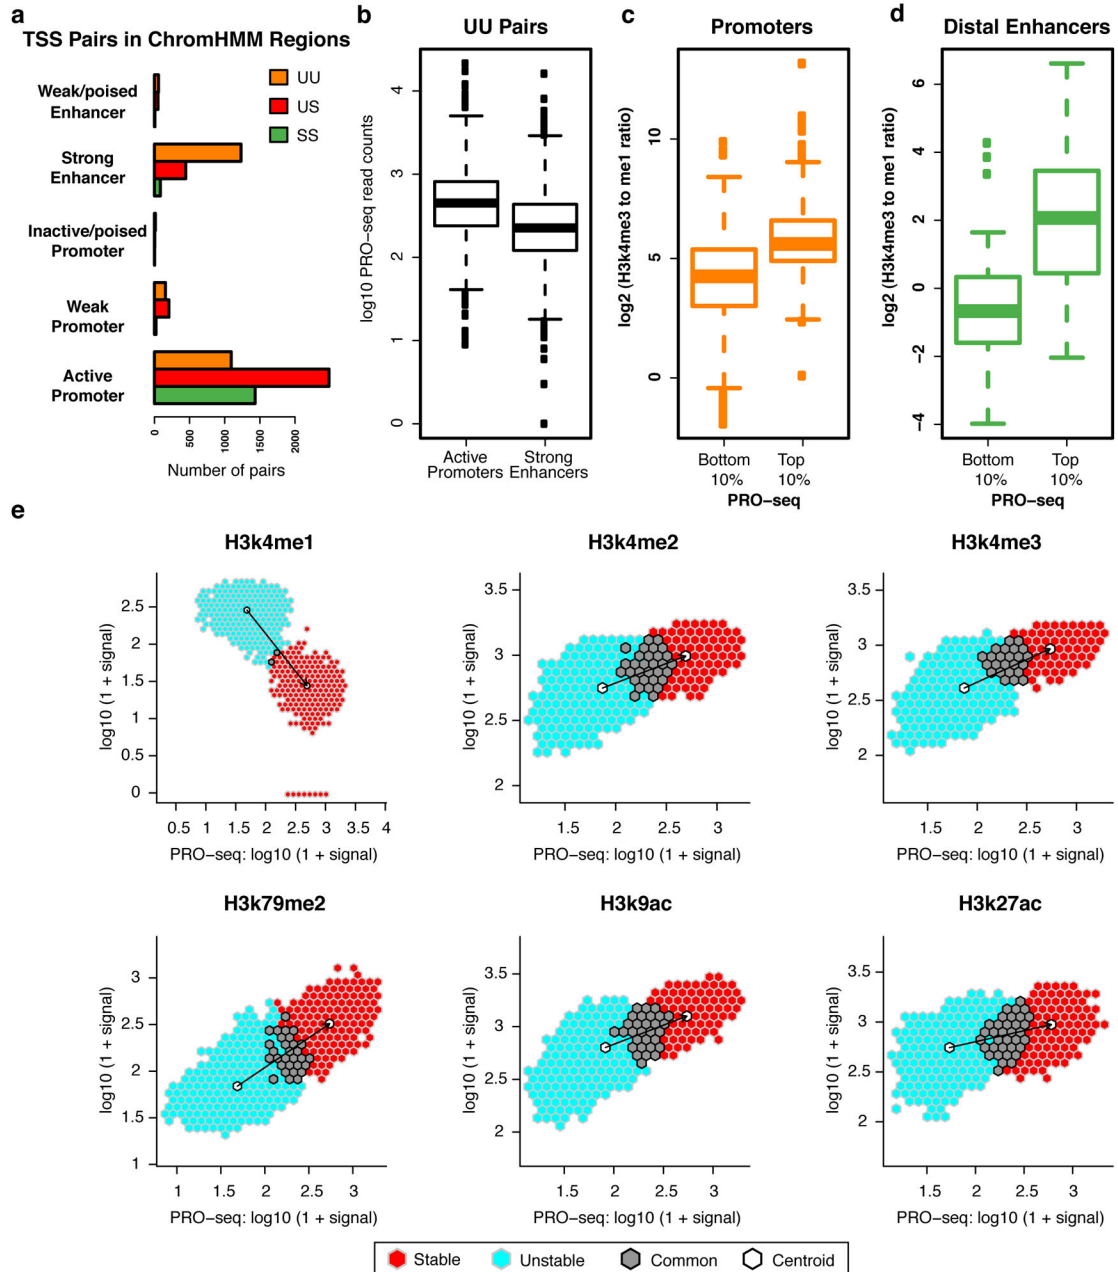 a
TSS Pairs in ChromHMM Regions
UU
US
SS
Weak/poised
Enhancer
Strong
Enhancer
Inactive/poised
Promoter
Weak
Promoter
Active
Promoter
0
500
1000
1500
2000
Number of pairs
b
UU Pairs
log10 PRO−seq read counts
4
3
2
1
0
Active
Promoters
Strong
Enhancers
c
Promoters
log2 (H3k4me3 to me1 ratio)
10
5
0
Bottom
10%
Top
10%
PRO−seq
d
Distal Enhancers
log2 (H3k4me3 to me1 ratio)
6
4
2
0
−2
−4
Bottom
10%
Top
10%
PRO−seq
e
H3k4me1
log10 (1 + signal)
2.5
2
1.5
1
0.5
0
0.5 1 1.5 2 2.5 3 3.5 4
PRO−seq: log10 (1 + signal)
H3k4me2
log10 (1 + signal)
3.5
3
2.5
2
1.5 2 2.5 3
PRO−seq: log10 (1 + signal)
H3k4me3
log10 (1 + signal)
3.5
3
2.5
2
1.5 2 2.5 3
PRO−seq: log10 (1 + signal)
H3k79me2
log10 (1 + signal)
3
2.5
2
1.5
1
1 1.5 2 2.5 3
PRO−seq: log10 (1 + signal)
H3k9ac
log10 (1 + signal)
3.5
3
2.5
2
1.5 2 2.5 3
PRO−seq: log10 (1 + signal)
H3k27ac
log10 (1 + signal)
3.5
3
2.5
2
1.5 2 2.5 3
PRO−seq: log10 (1 + signal)
Stable Unstable Common Centroid